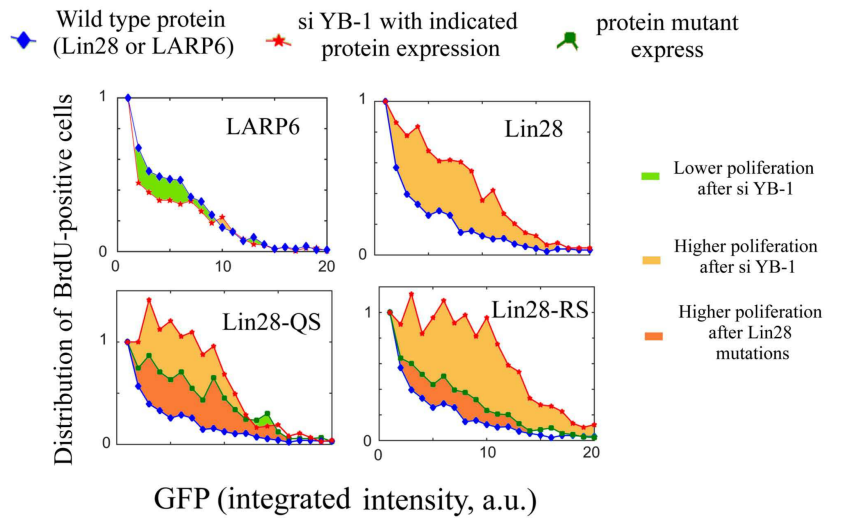 Wild type protein
(Lin28 or LARP6)
si YB-1 with indicated
protein expression
protein mutant
express
Distribution of BrdU-positive cells
1
LARP6
0
0
10
20
1
Lin28
0
Lower poliferation
after si YB-1
Higher poliferation
after si YB-1
Higher poliferation
after Lin28
mutations
1
Lin28-QS
0
1
Lin28-RS
0
0
10
20
GFP (integrated intensity, a.u.)